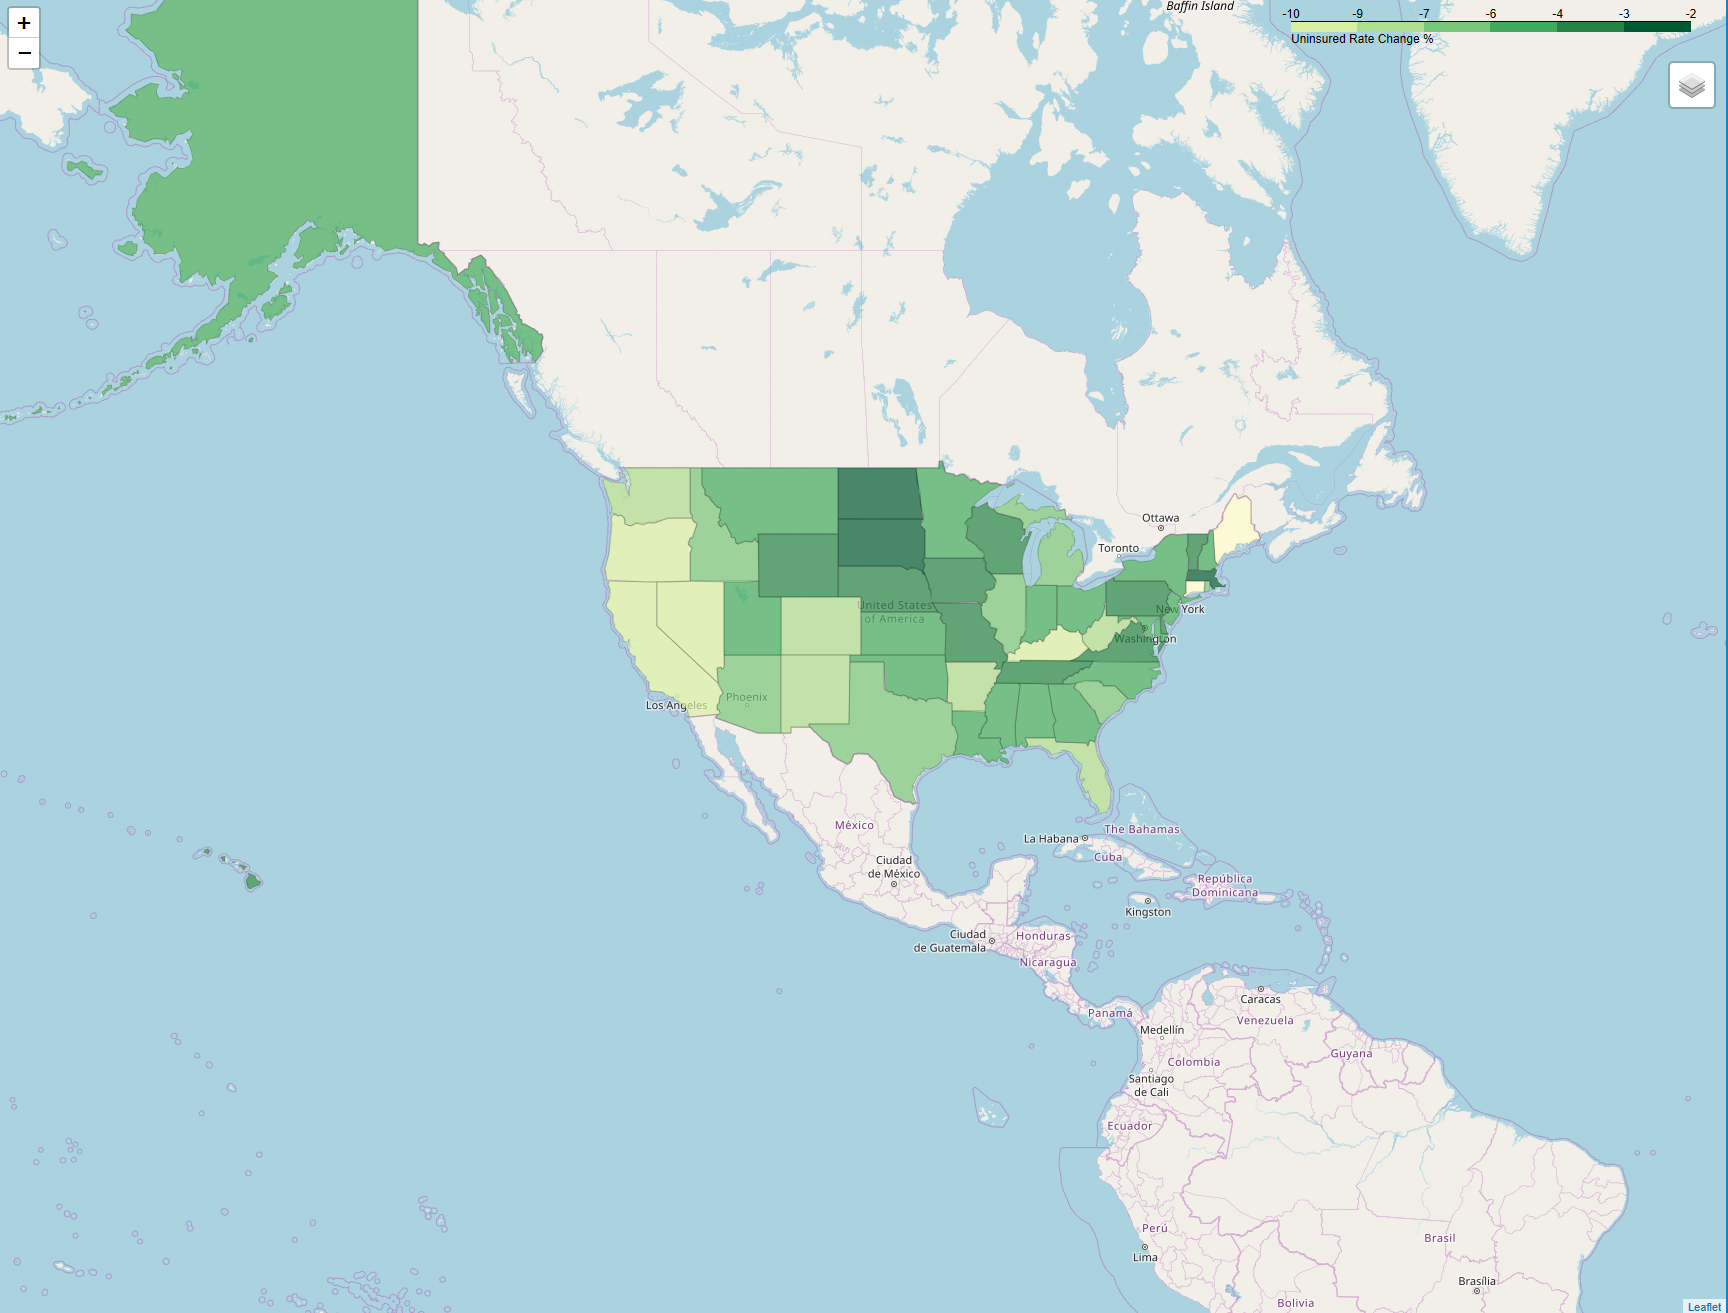 +
−
Baffin Island
-10 -9 -7 -6 -4 -3 -2
Uninsured Rate Change %
Ottawa
Toronto
United States
of America
New York
Washington
Phoenix
Los Angeles
México
La Habana
The Bahamas
Cuba
Ciudad
de México
República
Dominicana
Kingston
Ciudad
de Guatemala
Honduras
Nicaragua
Caracas
Panamá
Venezuela
Medellín
Guyana
Colombia
Santiago
de Cali
Ecuador
Perú
Brasil
Lima
Brasília
Bolivia
Leaflet